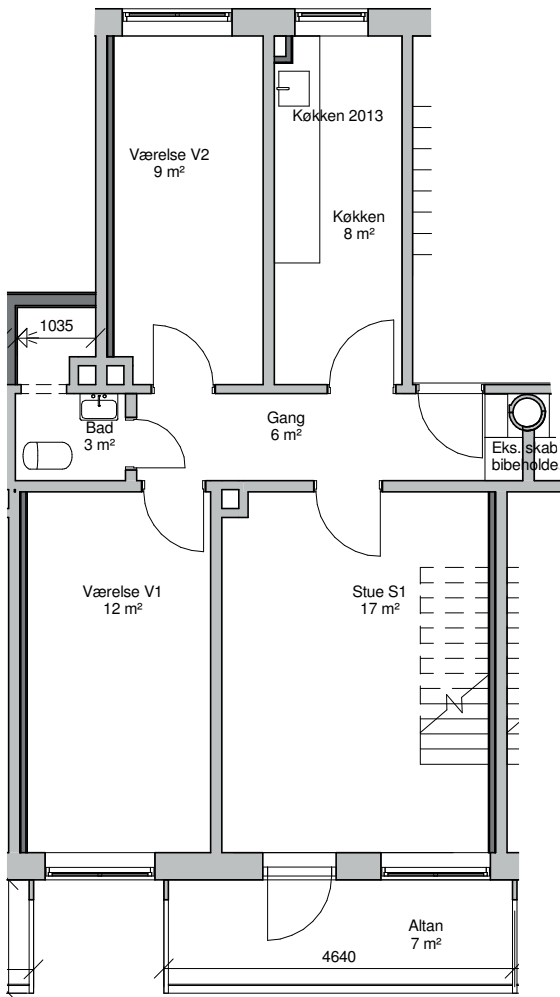 Køkken 2013
Værelse V2
9 m²
Køkken
8 m²
1035
Bad
3 m²
Gang
6 m²
Eks. skab
bibeholde
Værelse V1
12 m²
Stue S1
17 m²
Altan
7 m²
4640